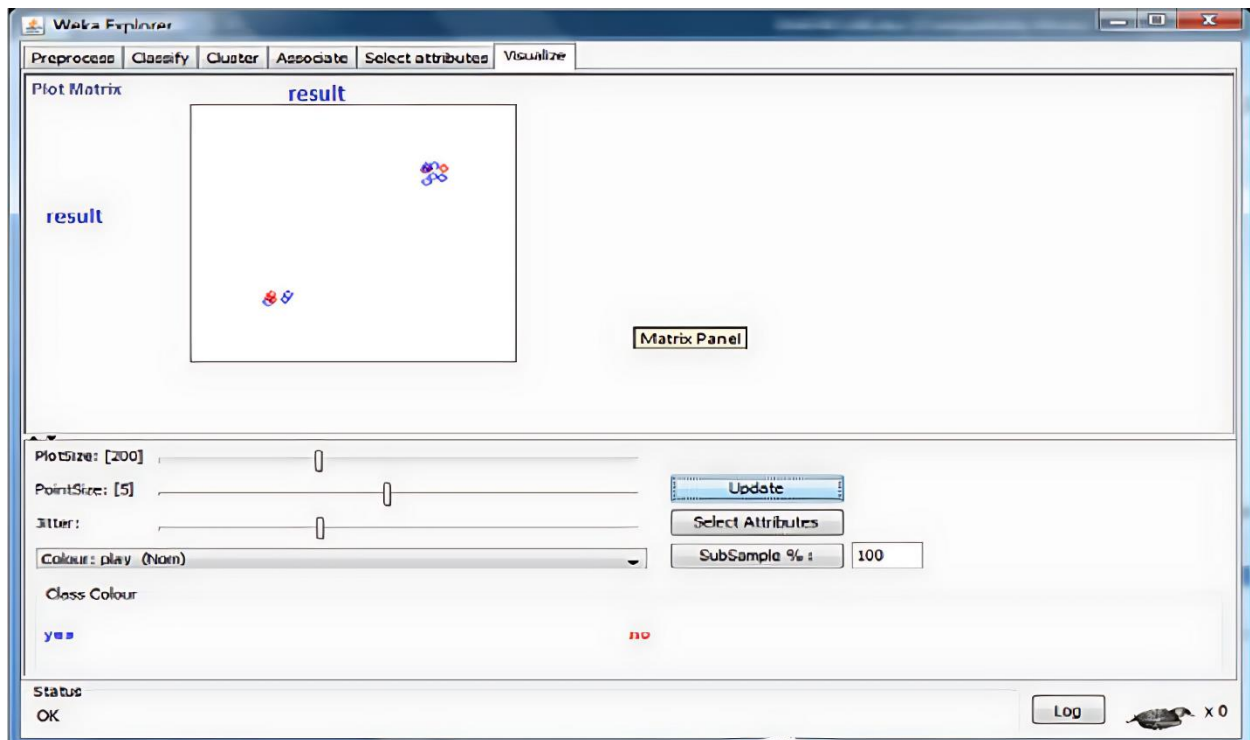 Weka Explorer
Preprocess Classify Cluster Associate Select attributes Visualize
Plot Matrix
result
result
Matrix Panel
PlotSize: [200]
PointSize: [5]
Update
Jitter:
Select Attributes
Colour: play (Nom)
SubSample % :
100
Class Colour
yes
no
Status
OK
Log
x 0